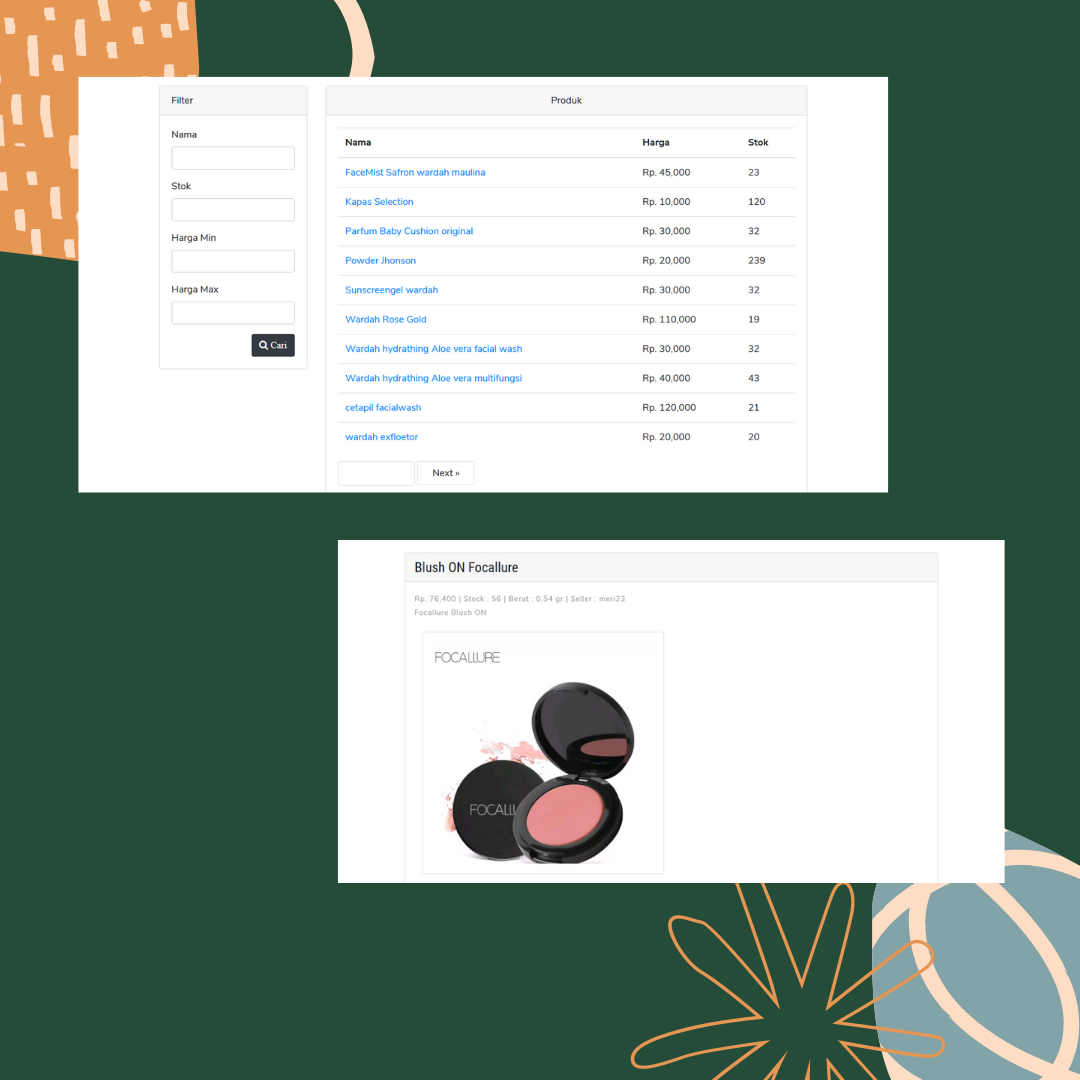 Filter
Nama
Stok
Harga Min
Harga Max
Cari
Produk
Nama Harga Stok
FaceMist Safron wardah maulina Rp. 45,000 23
Kapas Selection Rp. 10,000 120
Parfum Baby Cushion original Rp. 30,000 32
Powder Jhonson Rp. 20,000 239
Sunscreengel wardah Rp. 30,000 32
Wardah Rose Gold Rp. 110,000 19
Wardah hydrathing Aloe vera facial wash Rp. 30,000 32
Wardah hydrathing Aloe vera multifungsi Rp. 40,000 43
cetapil facialwash Rp. 120,000 21
wardah exfloetor Rp. 20,000 20
Next »
Blush ON Focallure
Rp. 76,400 | Stock : 56 | Berat : 0.54 gr | Seller : meri23
Focallure Blush ON
FOCALLURE
FOCALLU